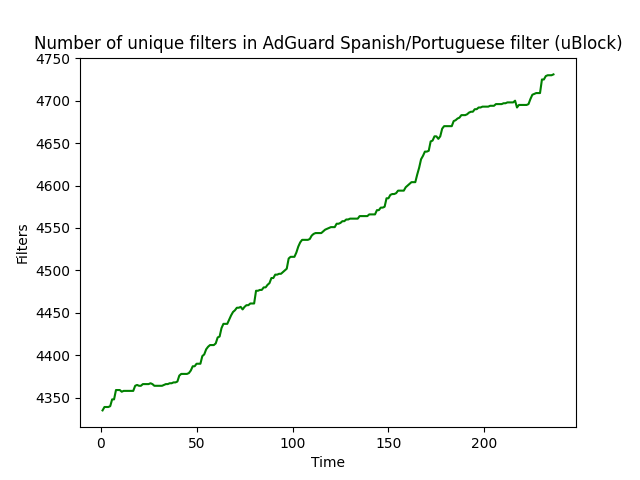 Number of unique filters in AdGuard Spanish/Portuguese filter (uBlock)
4750
4700
4650
4600
4550
4500
4450
4400
4350
Filters
0 50 100 150 200
Time